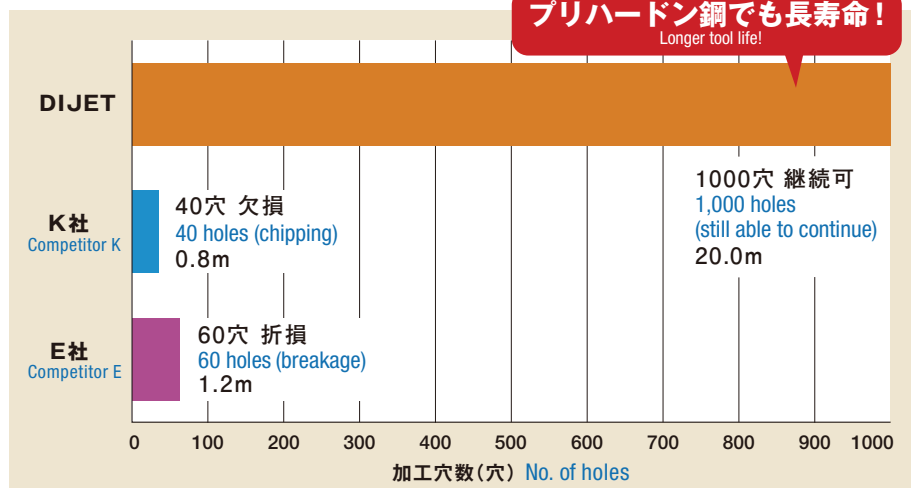 プリハードン鋼でも長寿命！
Longer tool life!
DIJET
1000穴 継続可
1,000 holes
(still able to continue)
20.0m
K社
Competitor K
40穴 欠損
40 holes (chipping)
0.8m
E社
Competitor E
60穴 折損
60 holes (breakage)
1.2m
0 100 200 300 400 500 600 700 800 900 1000
加工穴数(穴) No. of holes